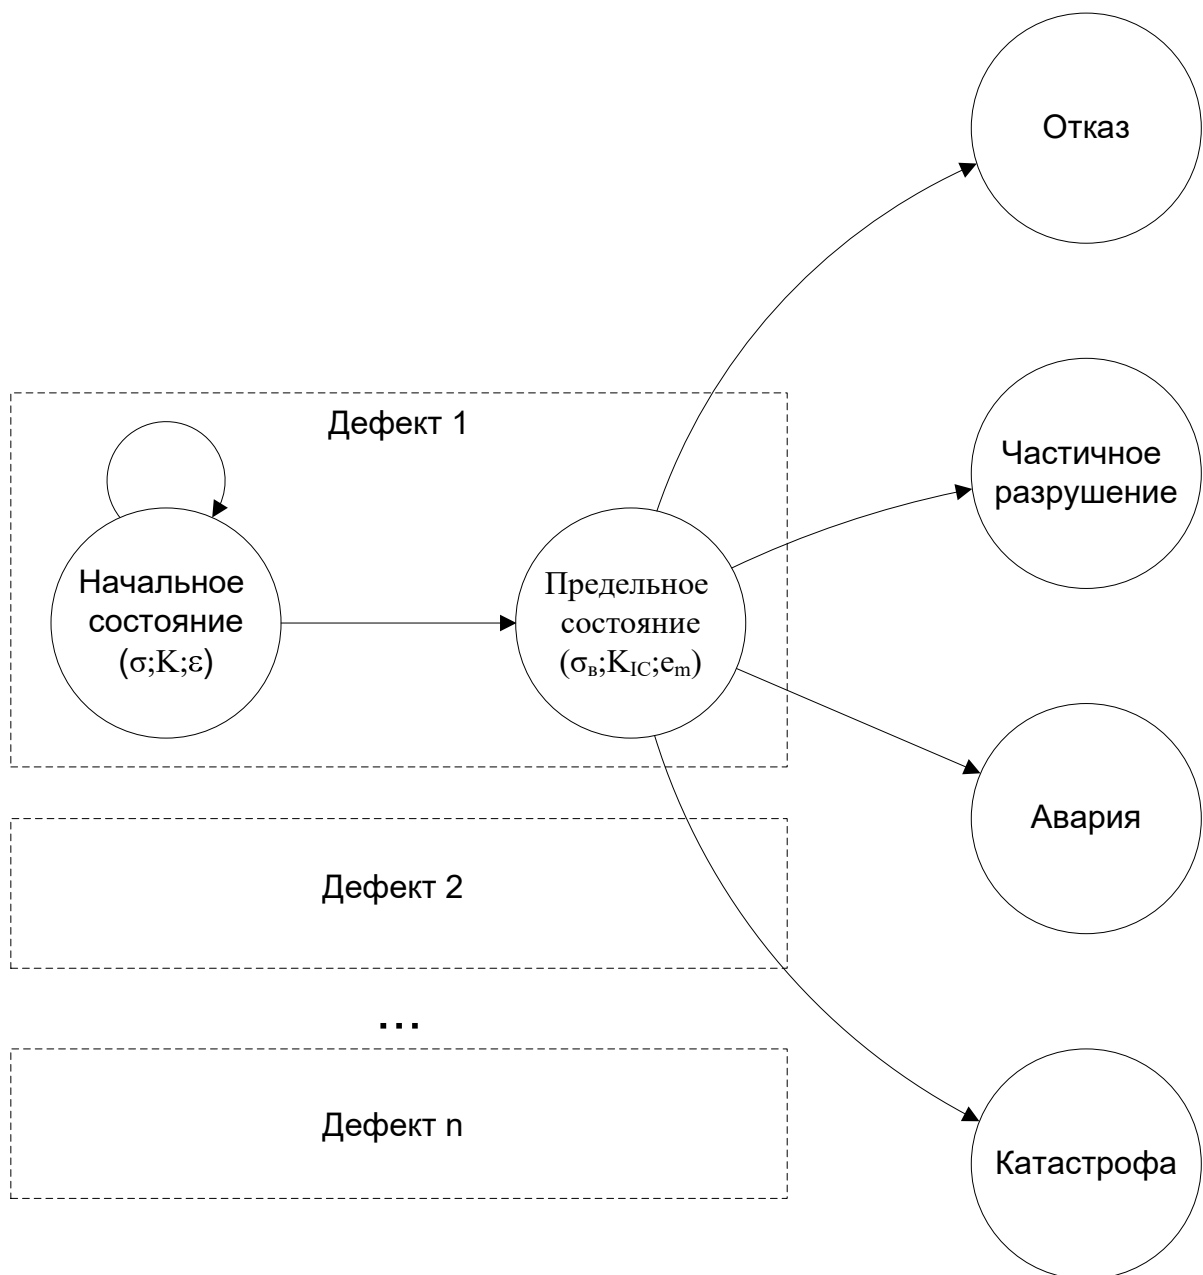 Отказ
Дефект 1
Частичное
разрушение
Начальное
состояние
(σ;K;ε)
Предельное
состояние
(σв;KIC;em)
Авария
Дефект 2
...
Дефект n
Катастрофа